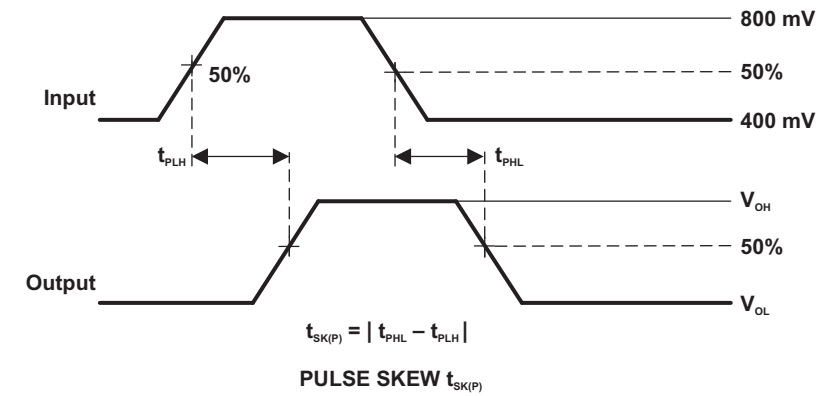 800 mV
50%
50%
Input
400 mV
tPLH
tPHL
VOH
50%
Output
VOL
tSK(P) = | tPHL – tPLH |
PULSE SKEW tSK(P)